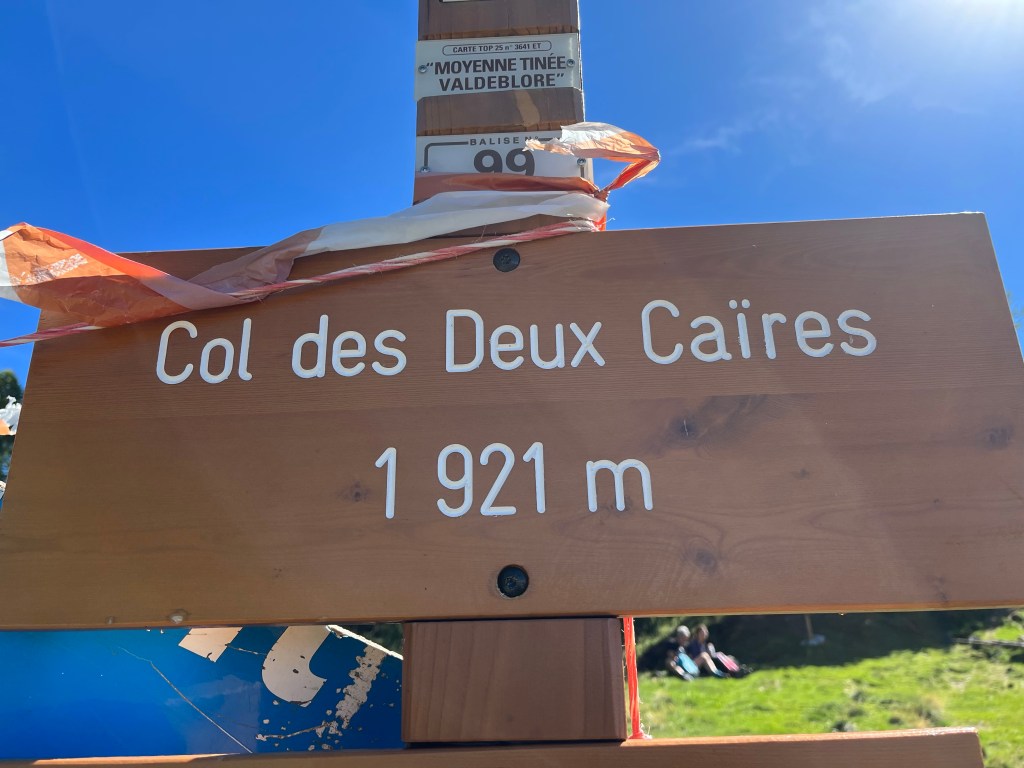 CARTE TOP 25 n° 3641 ET
"MOYENNE TINÉE
VALDEBLORE"
BALISE N°
99
Col des Deux Caïres
1 921 m